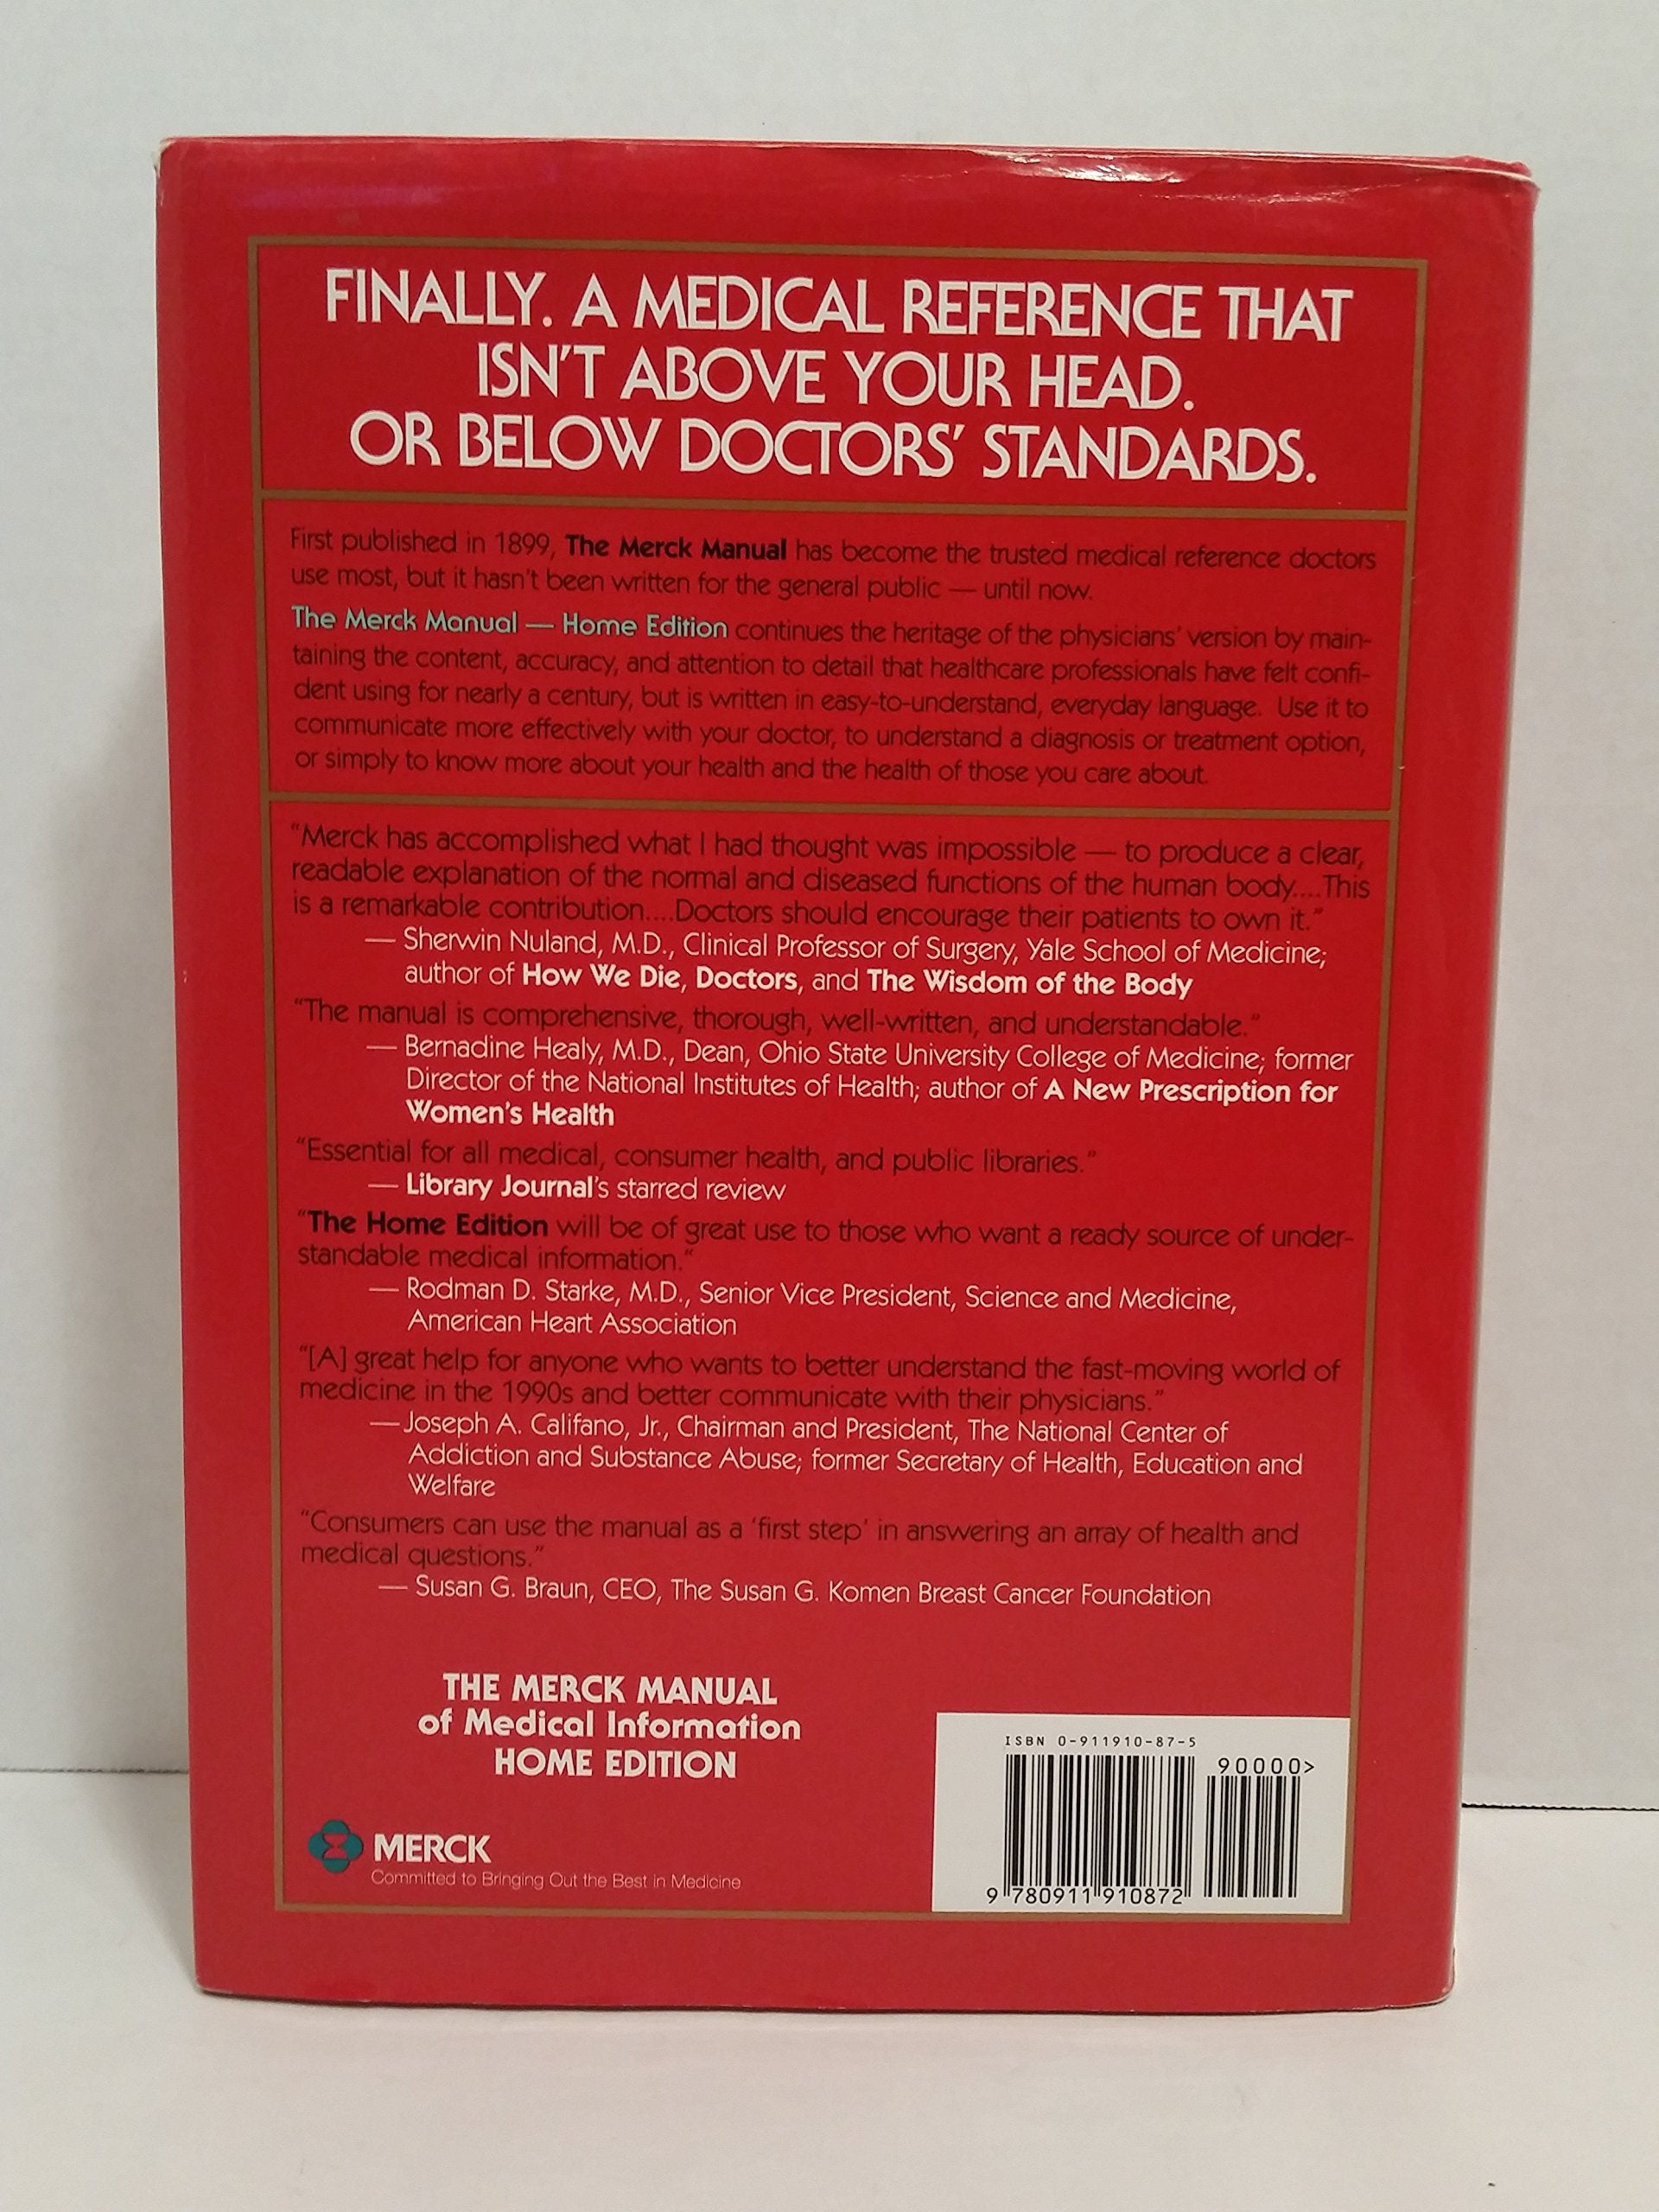 FINALLY. A MEDICAL REFERENCE THAT
ISN'T ABOVE YOUR HEAD.
OR BELOW DOCTORS' STANDARDS.
First published in 1899, The Merck Manual has become the trusted medical reference doctors
use most, but it hasn't been written for the general public — until now.
The Merck Manual — Home Edition continues the heritage of the physicians' version by main-
taining the content, accuracy, and attention to detail that healthcare professionals have felt confi-
dent using for nearly a century, but is written in easy-to-understand, everyday language. Use it to
communicate more effectively with your doctor, to understand a diagnosis or treatment option,
or simply to know more about your health and the health of those you care about.
"Merck has accomplished what I had thought was impossible — to produce a clear,
readable explanation of the normal and diseased functions of the human body....This
is a remarkable contribution....Doctors should encourage their patients to own it."
— Sherwin Nuland, M.D., Clinical Professor of Surgery, Yale School of Medicine;
author of How We Die, Doctors, and The Wisdom of the Body
"The manual is comprehensive, thorough, well-written, and understandable."
— Bernadine Healy, M.D., Dean, Ohio State University College of Medicine; former
Director of the National Institutes of Health; author of A New Prescription for
Women's Health
"Essential for all medical, consumer health, and public libraries."
— Library Journal's starred review
"The Home Edition will be of great use to those who want a ready source of under-
standable medical information."
— Rodman D. Starke, M.D., Senior Vice President, Science and Medicine,
American Heart Association
"[A] great help for anyone who wants to better understand the fast-moving world of
medicine in the 1990s and better communicate with their physicians."
—Joseph A. Califano, Jr., Chairman and President, The National Center of
Addiction and Substance Abuse; former Secretary of Health, Education and
Welfare
"Consumers can use the manual as a 'first step' in answering an array of health and
medical questions."
— Susan G. Braun, CEO, The Susan G. Komen Breast Cancer Foundation
THE MERCK MANUAL
of Medical Information
HOME EDITION
MERCK
Committed to Bringing Out the Best in Medicine
ISBN 0-911910-87-5
90000>
9 780911 910872